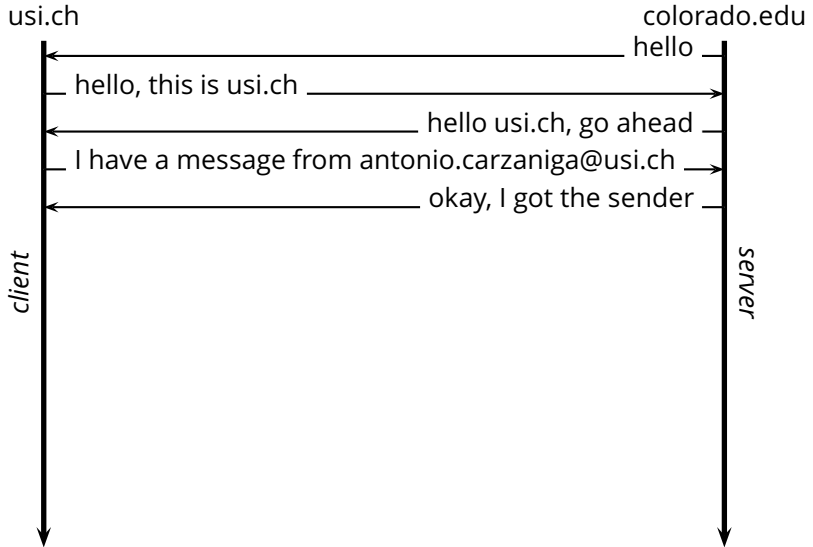 usi.ch
colorado.edu
hello
hello, this is usi.ch
hello usi.ch, go ahead
I have a message from antonio.carzaniga@usi.ch
okay, I got the sender
client
server